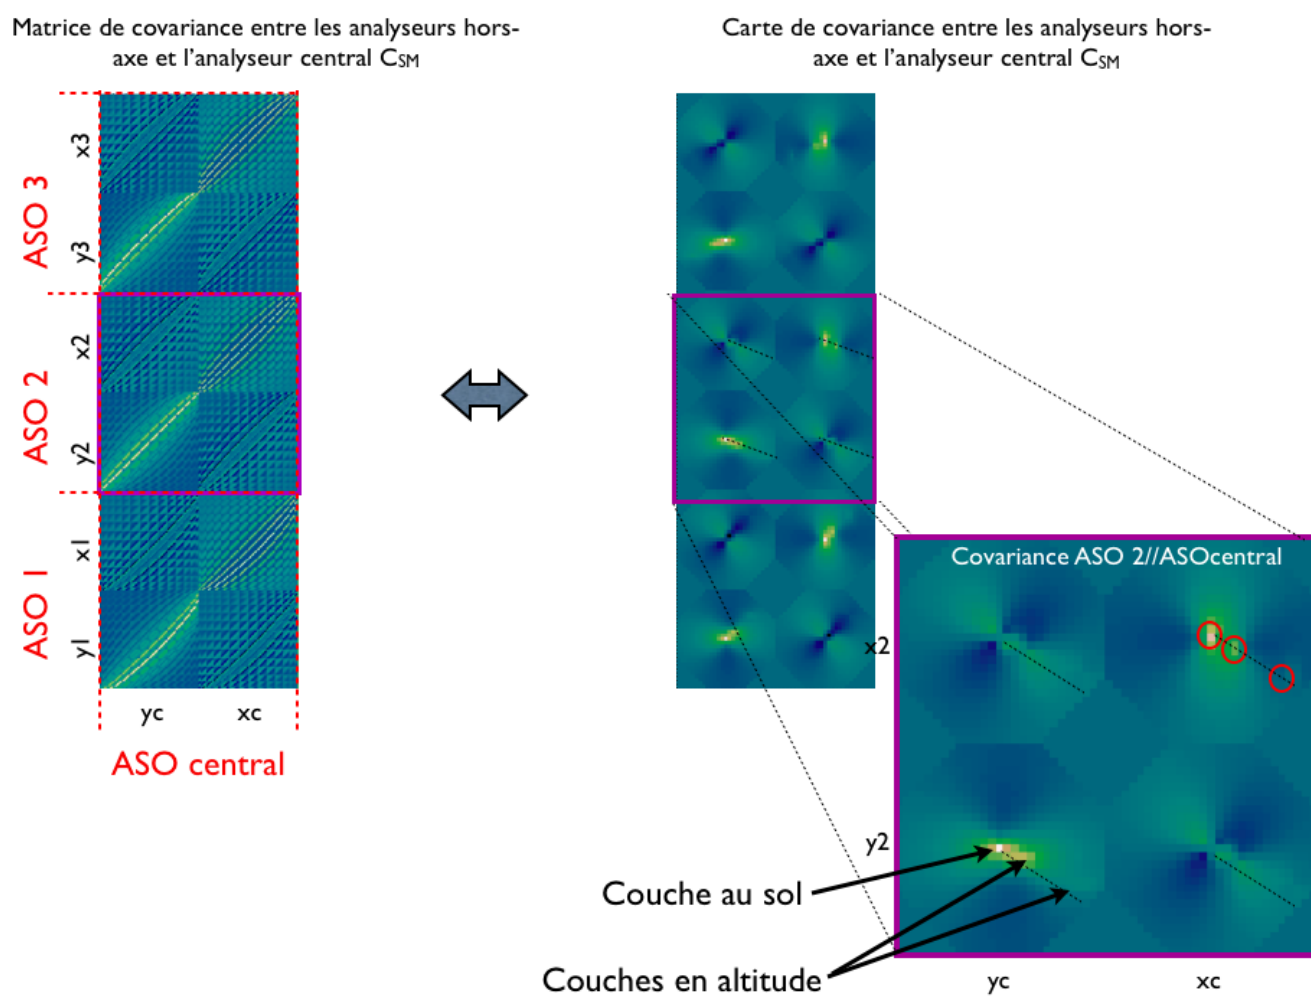 Matrice de covariance entre les analyseurs hors-
axe et l'analyseur central CSM
Carte de covariance entre les analyseurs hors-
axe et l'analyseur central CSM
ASO 3
x3
y3
ASO 2
x2
y2
ASO 1
x1
y1
yc
xc
ASO central
Covariance ASO 2//ASOcentral
x2
y2
Couche au sol
Couches en altitude
yc
xc